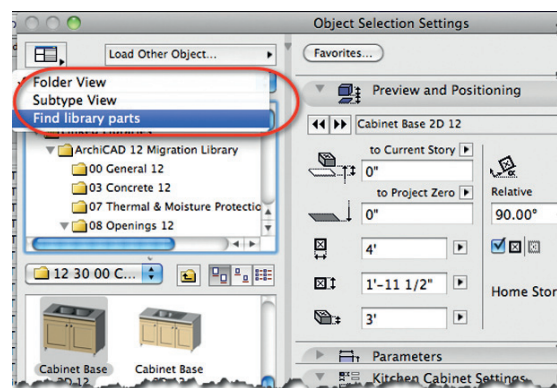 Object Selection Settings
Load Other Object...
Favorites...
Folder View
Subtype View
Find library parts
Preview and Positioning
Cabinet Base 2D 12
ArchiCAD 12 Migration Library
00 General 12
03 Concrete 12
07 Thermal & Moisture Protectic
08 Openings 12
to Current Story
0"
to Project Zero
0"
Relative
90.00°
4'
1'-11 1/2"
3'
Home Stor
12 30 00 C...
Cabinet Base
Cabinet Base
Parameters
Kitchen Cabinet Settings